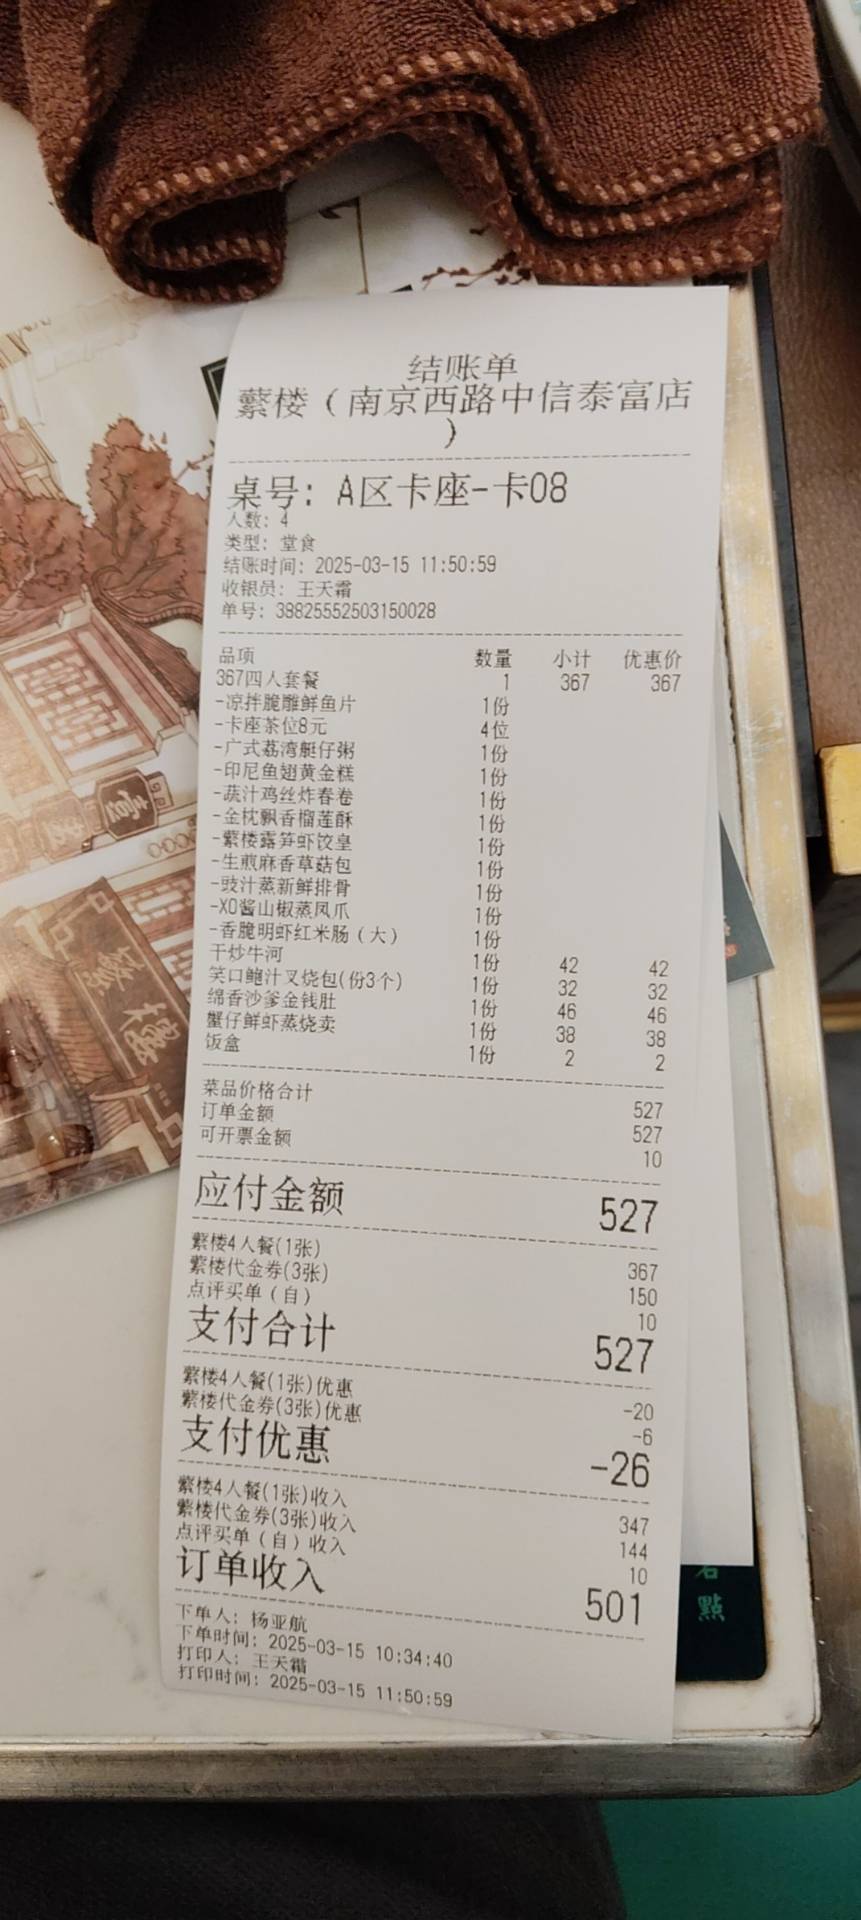 结账单
蘩楼（南京西路中信泰富店
）
桌号: A区卡座-卡08
人数: 4
类型: 堂食
结账时间: 2025-03-15 11:50:59
收银员: 王天霜
单号: 39825552503150028
品项 数量 小计 优惠价
367四人套餐 1 367 367
-凉拌脆雕鲜鱼片 1份
-卡座茶位8元 4位
-广式荔湾艇仔粥 1份
-印尼鱼翅黄金糕 1份
-蔬汁鸡丝炸春卷 1份
-金枕飘香榴莲酥 1份
-蘩楼露笋虾饺皇 1份
-生煎麻香草菇包 1份
-豉汁蒸新鲜排骨 1份
-XO酱山椒蒸凤爪 1份
-香脆明虾红米肠（大） 1份
干炒牛河 1份 42 42
笑口鲍汁叉烧包(份3个) 1份 32 32
绵香沙爹金钱肚 1份 46 46
蟹仔鲜虾蒸烧卖 1份 38 38
饭盒 1份 2 2
菜品价格合计 527
订单金额 527
可开票金额 10
应付金额 527
蘩楼4人餐(1张) 367
蘩楼代金券(3张) 150
点评买单（自） 10
支付合计 527
蘩楼4人餐(1张)优惠 -20
蘩楼代金券(3张)优惠 -6
支付优惠 -26
蘩楼4人餐(1张)收入 347
蘩楼代金券(3张)收入 144
点评买单（自）收入 10
订单收入 501
下单人: 杨亚航
下单时间: 2025-03-15 10:34:40
打印人: 王天霜
打印时间: 2025-03-15 11:50:59
點
樓